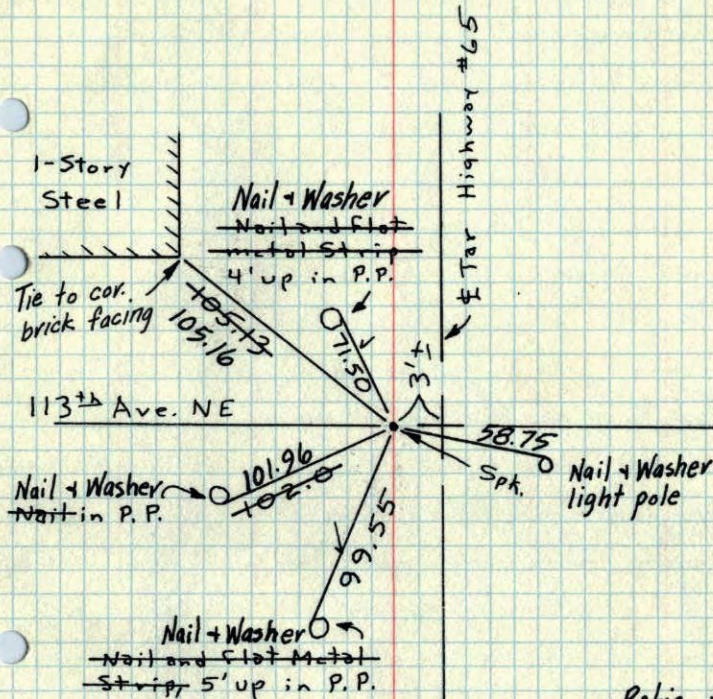 ℄ Tar Highway #65
1-Story
Steel
Nail + Washer
Nail and Flat
metal Strip
4' up in P.P.
Tie to cor.
brick facing
105.13
105.16
71.50
3'±
113th Ave. NE
58.75
Spk.
Nail + Washer
light pole
Nail + Washer
Nail in P.P.
101.96
102.0
99.55
Nail + Washer
Nail and Flat Metal
Strip, 5' up in P.P.